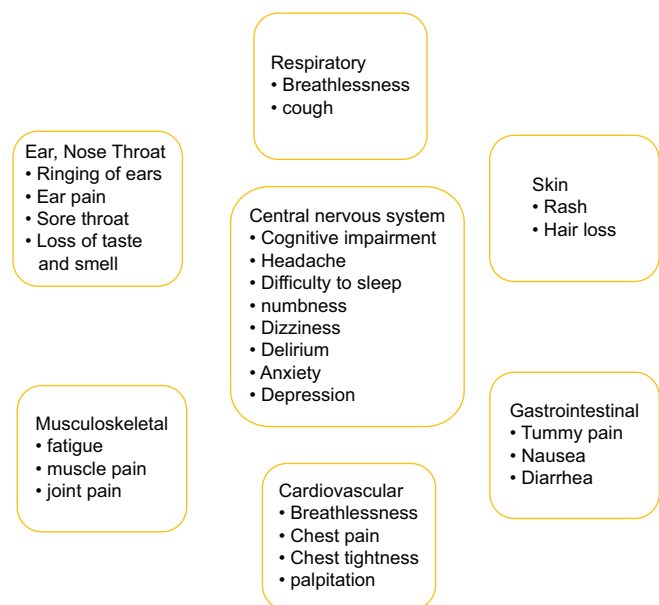 Respiratory
• Breathlessness
• cough
Ear, Nose Throat
• Ringing of ears
• Ear pain
• Sore throat
• Loss of taste
and smell
Central nervous system
• Cognitive impairment
• Headache
• Difficulty to sleep
• numbness
• Dizziness
• Delirium
• Anxiety
• Depression
Skin
• Rash
• Hair loss
Musculoskeletal
• fatigue
• muscle pain
• joint pain
Cardiovascular
• Breathlessness
• Chest pain
• Chest tightness
• palpitation
Gastrointestinal
• Tummy pain
• Nausea
• Diarrhea